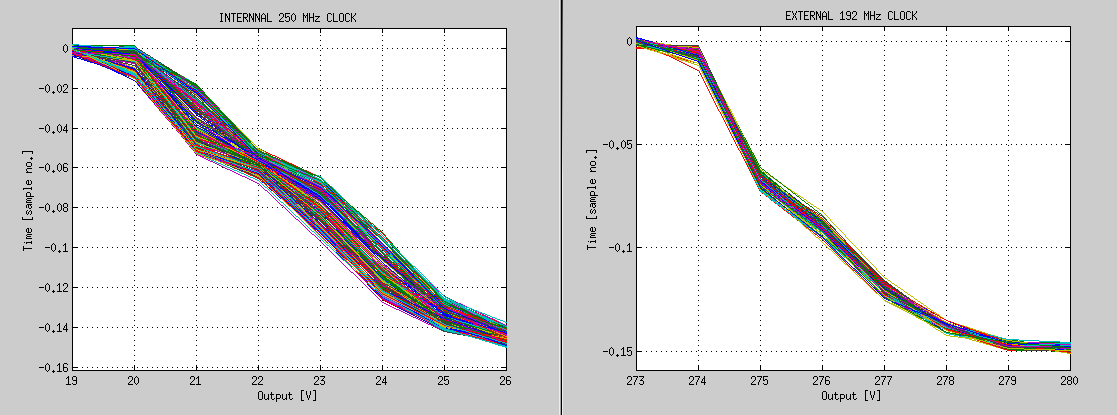 INTERNNAL 250 MHz CLOCK
0
-0.02
-0.04
-0.06
-0.08
-0.1
-0.12
-0.14
-0.16
Time [sample no.]
19 20 21 22 23 24 25 26
Output [V]
EXTERNAL 192 MHz CLOCK
0
-0.05
-0.1
-0.15
Time [sample no.]
273 274 275 276 277 278 279 280
Output [V]